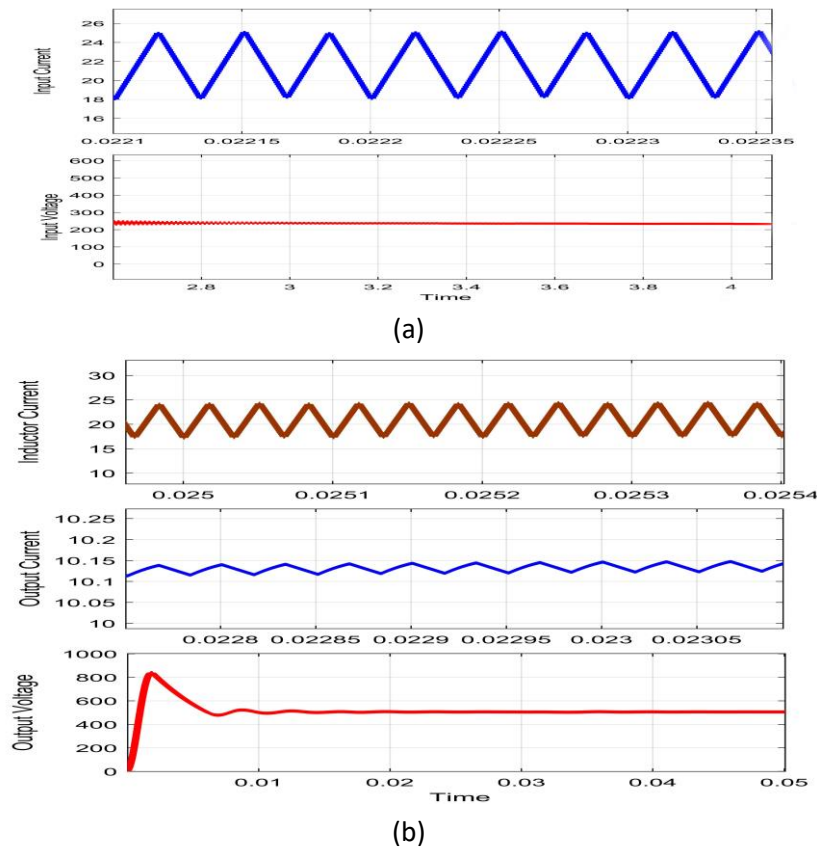 Input Current
26
24
22
20
18
16
0.0221 0.02215 0.0222 0.02225 0.0223 0.02235
Input Voltage
600
500
400
300
200
100
0
2.8 3 3.2 3.4 3.6 3.8 4
Time
(a)
Inductor Current
30
25
20
15
10
0.025 0.0251 0.0252 0.0253 0.0254
Output Current
10.25
10.2
10.15
10.1
10.05
10
0.0228 0.02285 0.0229 0.02295 0.023 0.02305
Output Voltage
1000
800
600
400
200
0
0.01 0.02 0.03 0.04 0.05
Time
(b)